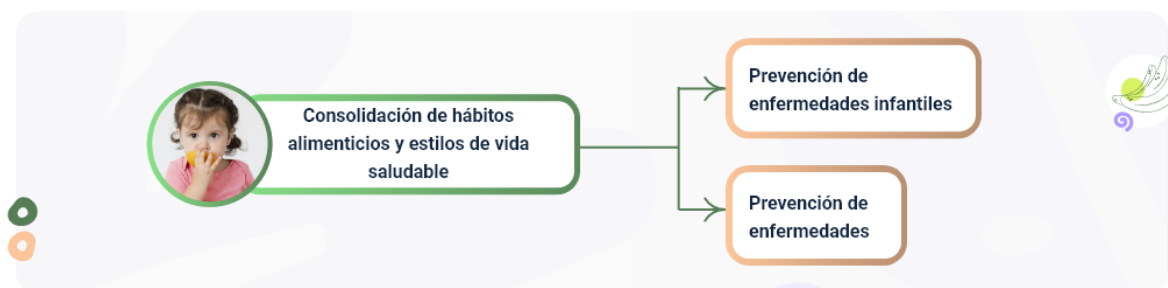 Consolidación de hábitos
alimenticios y estilos de vida
saludable
Prevención de
enfermedades infantiles
Prevención de
enfermedades